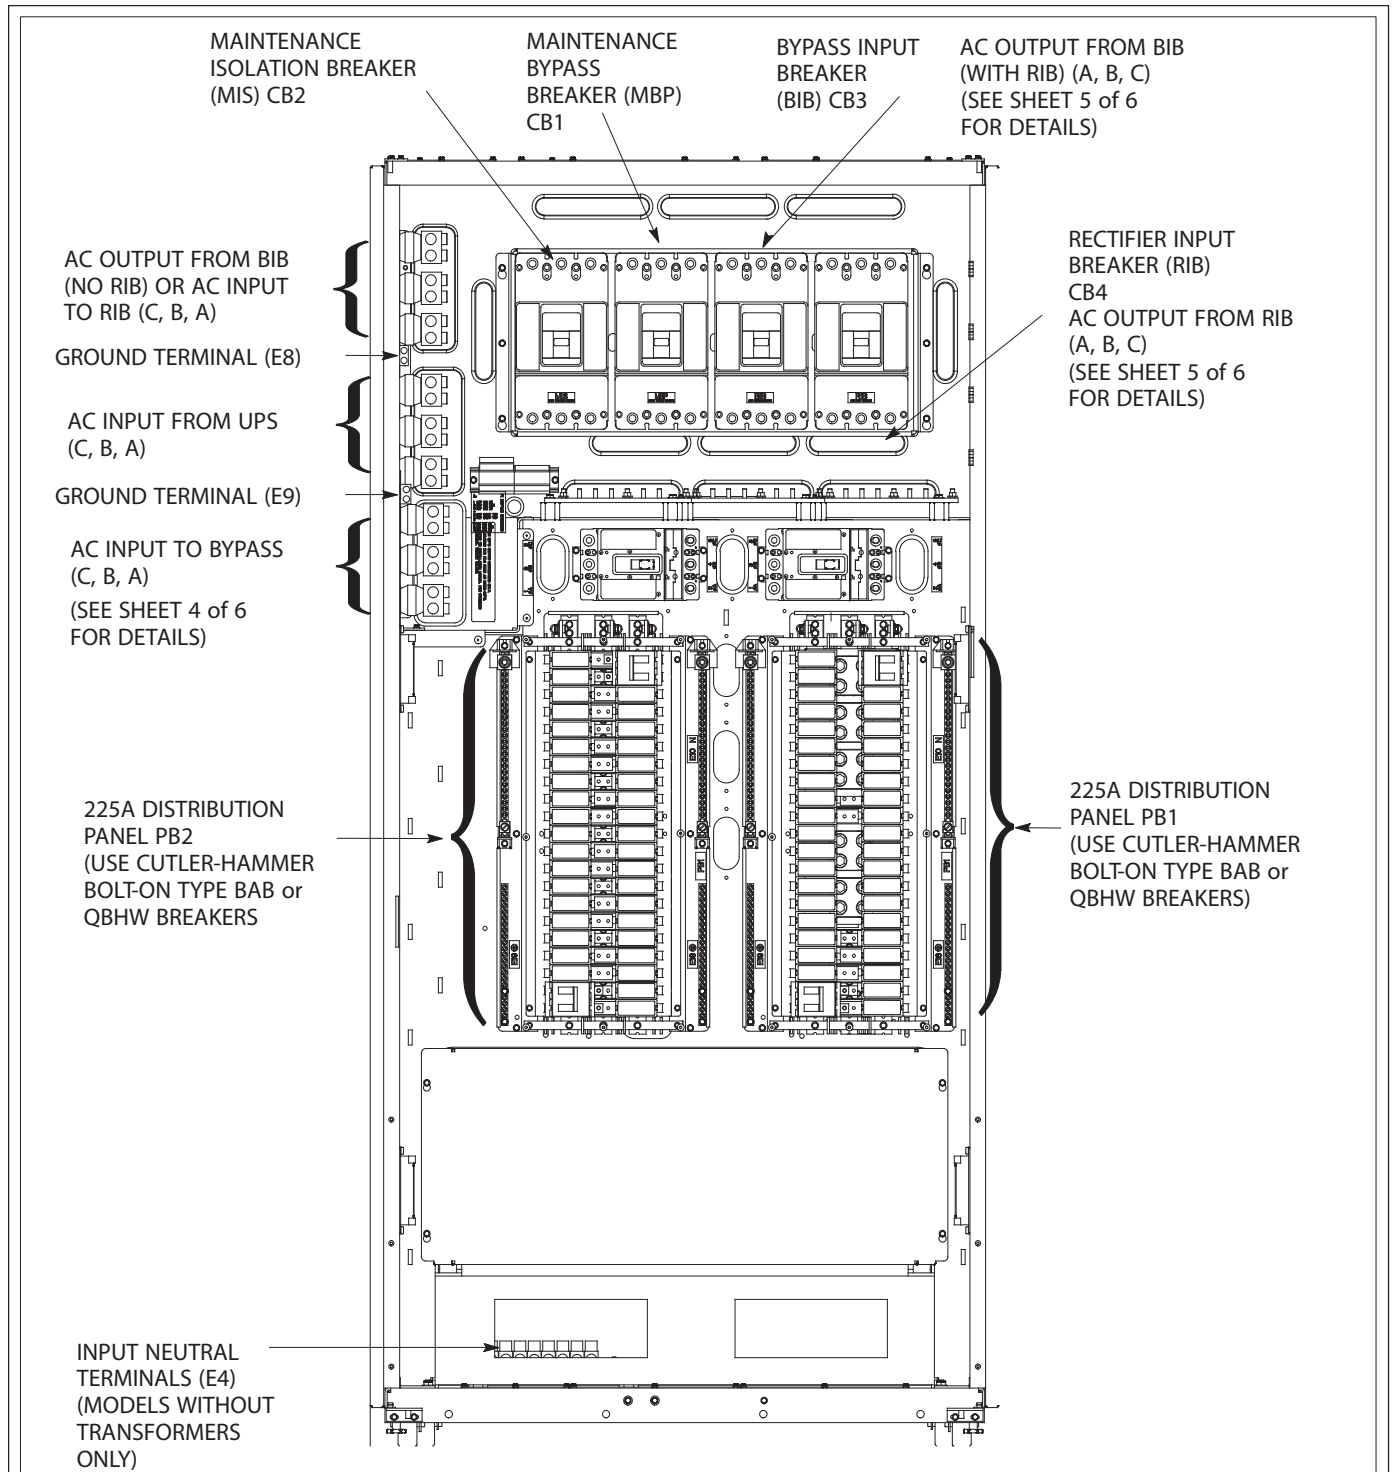 MAINTENANCE
ISOLATION BREAKER
(MIS) CB2
MAINTENANCE
BYPASS
BREAKER (MBP)
CB1
BYPASS INPUT
BREAKER
(BIB) CB3
AC OUTPUT FROM BIB
(WITH RIB) (A, B, C)
(SEE SHEET 5 of 6
FOR DETAILS)
RECTIFIER INPUT
BREAKER (RIB)
CB4
AC OUTPUT FROM RIB
(A, B, C)
(SEE SHEET 5 of 6
FOR DETAILS)
AC OUTPUT FROM BIB
(NO RIB) OR AC INPUT
TO RIB (C, B, A)
GROUND TERMINAL (E8)
AC INPUT FROM UPS
(C, B, A)
GROUND TERMINAL (E9)
AC INPUT TO BYPASS
(C, B, A)
(SEE SHEET 4 of 6
FOR DETAILS)
MIS
MBP
225A DISTRIBUTION
PANEL PB2
(USE CUTLER-HAMMER
BOLT-ON TYPE BAB or
QBHW BREAKERS
225A DISTRIBUTION
PANEL PB1
(USE CUTLER-HAMMER
BOLT-ON TYPE BAB or
QBHW BREAKERS)
INPUT NEUTRAL
TERMINALS (E4)
(MODELS WITHOUT
TRANSFORMERS
ONLY)